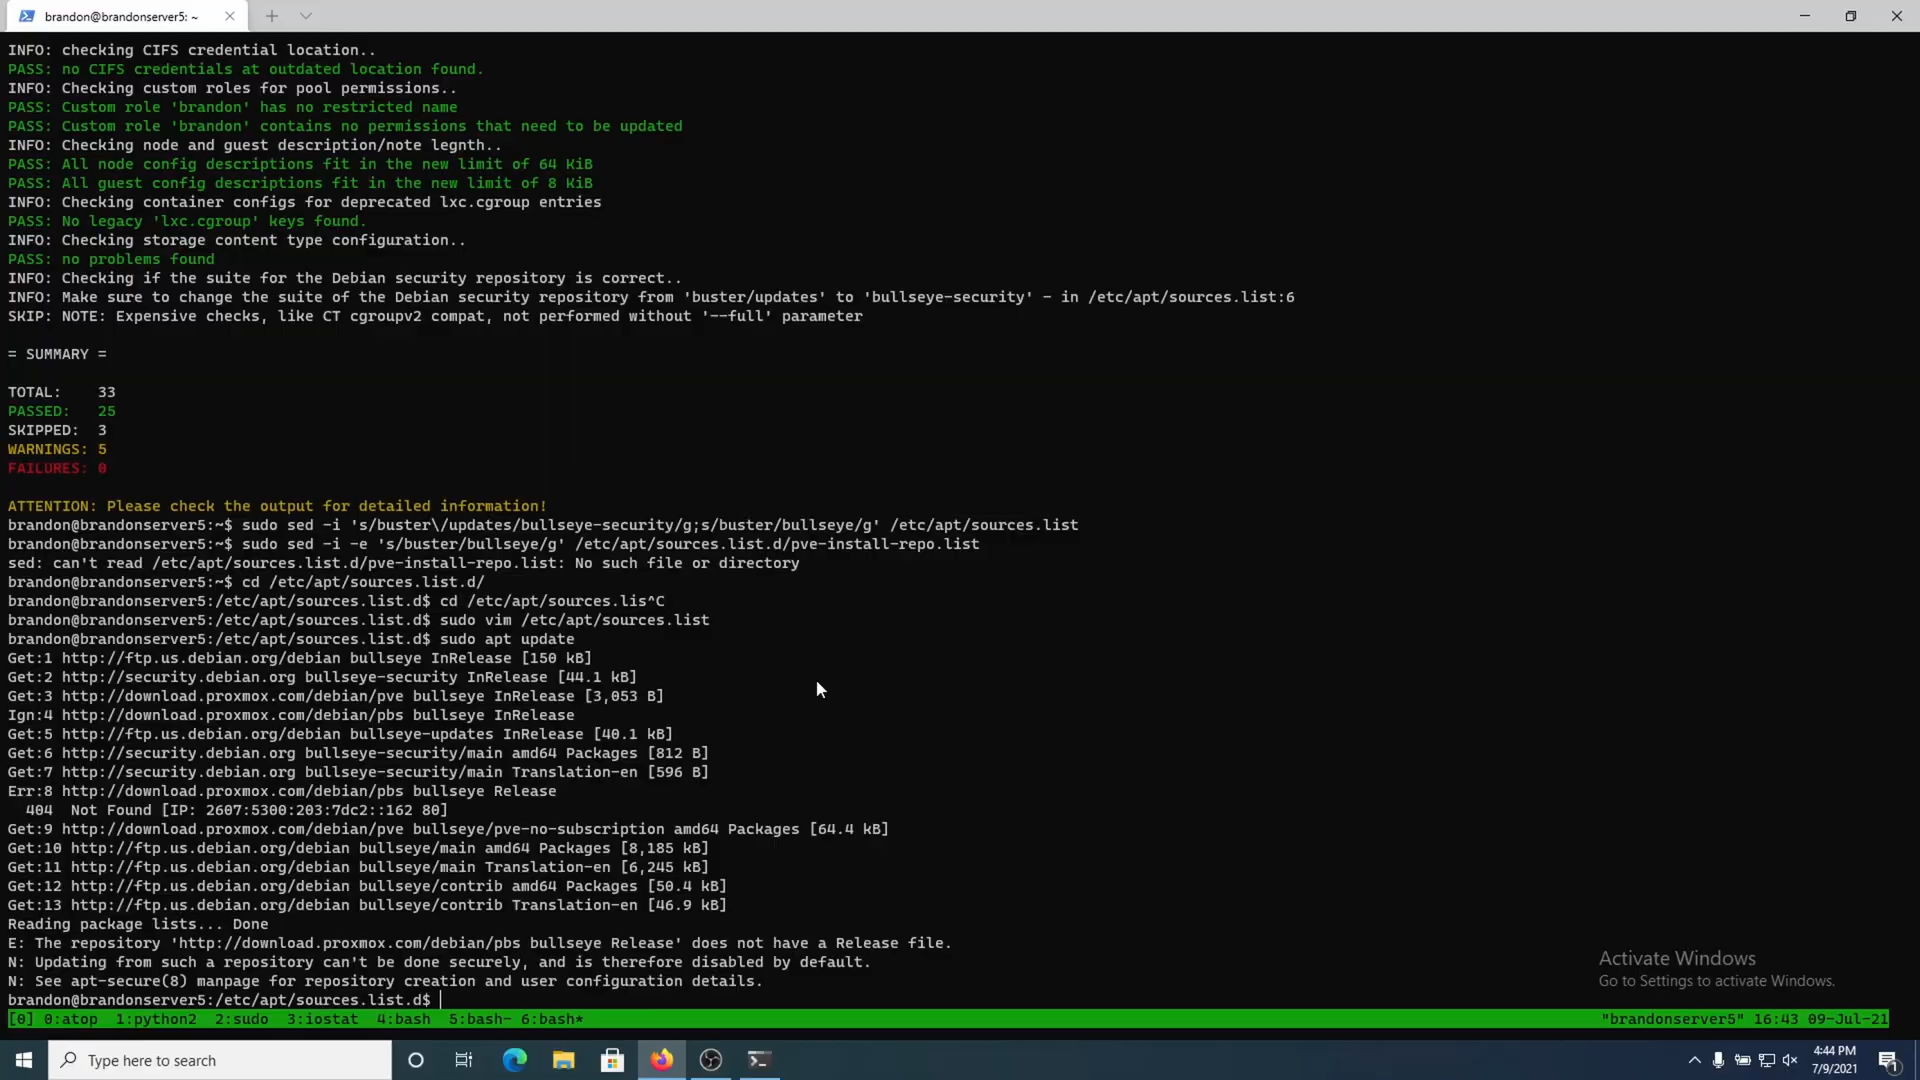 brandon@brandonserver5: ~
INFO: checking CIFS credential location..
PASS: no CIFS credentials at outdated location found.
INFO: Checking custom roles for pool permissions..
PASS: Custom role 'brandon' has no restricted name
PASS: Custom role 'brandon' contains no permissions that need to be updated
INFO: Checking node and guest description/note legnth..
PASS: All node config descriptions fit in the new limit of 64 KiB
PASS: All guest config descriptions fit in the new limit of 8 KiB
INFO: Checking container configs for deprecated lxc.cgroup entries
PASS: No legacy 'lxc.cgroup' keys found.
INFO: Checking storage content type configuration..
PASS: no problems found
INFO: Checking if the suite for the Debian security repository is correct..
INFO: Make sure to change the suite of the Debian security repository from 'buster/updates' to 'bullseye-security' - in /etc/apt/sources.list:6
SKIP: NOTE: Expensive checks, like CT cgroupv2 compat, not performed without '--full' parameter
= SUMMARY =
TOTAL:    33
PASSED:   25
SKIPPED:  3
WARNINGS: 5
FAILURES: 0
ATTENTION: Please check the output for detailed information!
brandon@brandonserver5:~$ sudo sed -i 's/buster\/updates/bullseye-security/g;s/buster/bullseye/g' /etc/apt/sources.list
brandon@brandonserver5:~$ sudo sed -i -e 's/buster/bullseye/g' /etc/apt/sources.list.d/pve-install-repo.list
sed: can't read /etc/apt/sources.list.d/pve-install-repo.list: No such file or directory
brandon@brandonserver5:~$ cd /etc/apt/sources.list.d/
brandon@brandonserver5:/etc/apt/sources.list.d$ cd /etc/apt/sources.lis^C
brandon@brandonserver5:/etc/apt/sources.list.d$ sudo vim /etc/apt/sources.list
brandon@brandonserver5:/etc/apt/sources.list.d$ sudo apt update
Get:1 http://ftp.us.debian.org/debian bullseye InRelease [150 kB]
Get:2 http://security.debian.org bullseye-security InRelease [44.1 kB]
Get:3 http://download.proxmox.com/debian/pve bullseye InRelease [3,053 B]
Ign:4 http://download.proxmox.com/debian/pbs bullseye InRelease
Get:5 http://ftp.us.debian.org/debian bullseye-updates InRelease [40.1 kB]
Get:6 http://security.debian.org bullseye-security/main amd64 Packages [812 B]
Get:7 http://security.debian.org bullseye-security/main Translation-en [596 B]
Err:8 http://download.proxmox.com/debian/pbs bullseye Release
  404  Not Found [IP: 2607:5300:203:7dc2::162 80]
Get:9 http://download.proxmox.com/debian/pve bullseye/pve-no-subscription amd64 Packages [64.4 kB]
Get:10 http://ftp.us.debian.org/debian bullseye/main amd64 Packages [8,185 kB]
Get:11 http://ftp.us.debian.org/debian bullseye/main Translation-en [6,245 kB]
Get:12 http://ftp.us.debian.org/debian bullseye/contrib amd64 Packages [50.4 kB]
Get:13 http://ftp.us.debian.org/debian bullseye/contrib Translation-en [46.9 kB]
Reading package lists... Done
E: The repository 'http://download.proxmox.com/debian/pbs bullseye Release' does not have a Release file.
N: Updating from such a repository can't be done securely, and is therefore disabled by default.
N: See apt-secure(8) manpage for repository creation and user configuration details.
brandon@brandonserver5:/etc/apt/sources.list.d$
Activate Windows
Go to Settings to activate Windows.
[0] 0:atop  1:python2  2:sudo  3:iostat  4:bash  5:bash- 6:bash*
"brandonserver5" 16:43 09-Jul-21
Type here to search
4:44 PM
7/9/2021
1